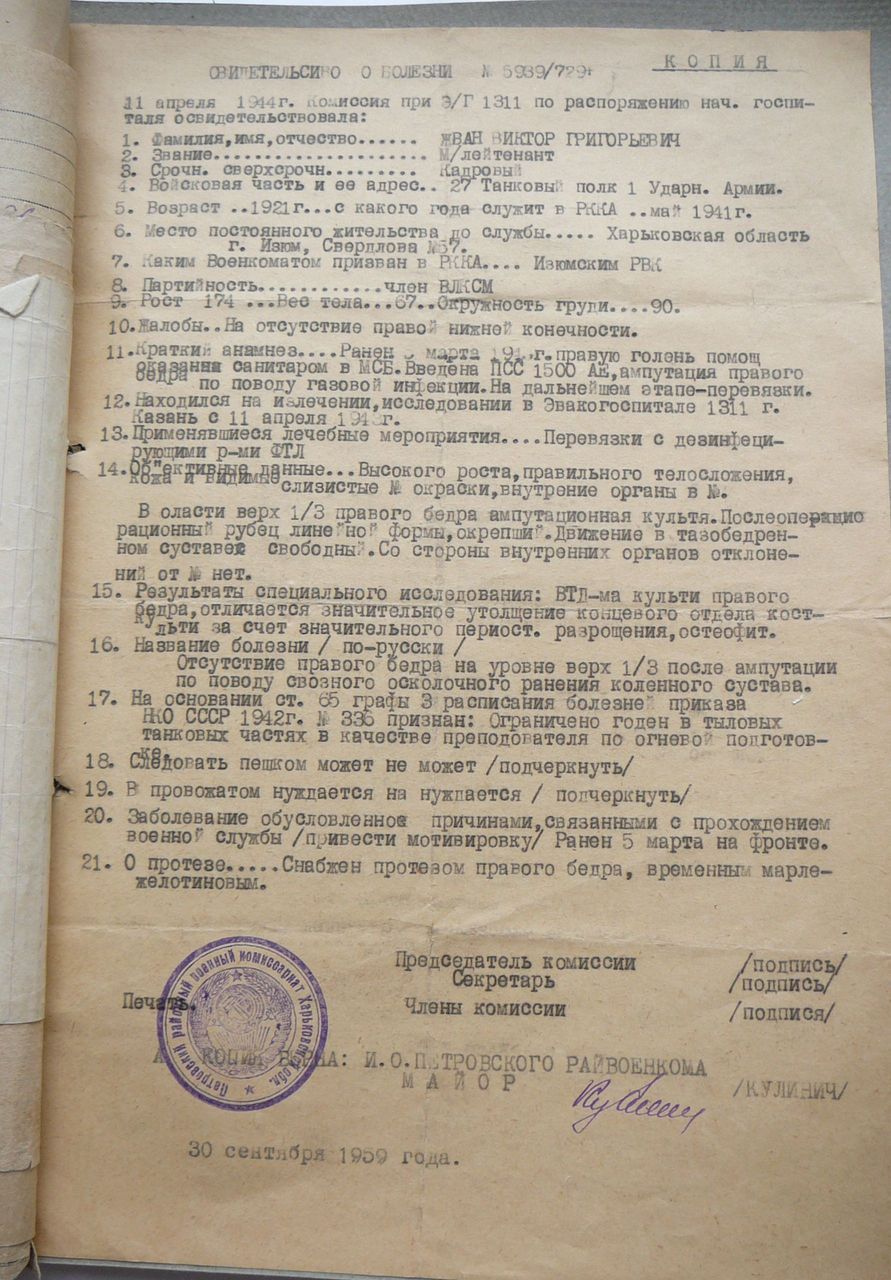 КОПИЯ
СВИДЕТЕЛЬСТВО О БОЛЕЗНИ № 5989/729
11 апреля 1944г. Комиссия при Э/Г 1311 по распоряжению нач. госпи-
таля освидетельствовала:
1. Фамилия,имя,отчество...... ЖВАН ВИКТОР ГРИГОРЬЕВИЧ
2. Звание.................... М/лейтенант
3. Срочн. сверхсрочн......... Кадровый
4. Войсковая часть и ее адрес.. 27 Танковый полк 1 Ударн. Армии.
5. Возраст ..1921г...с какого года служит в РККА ..май 1941г.
6. Место постоянного жительства до службы..... Харьковская область
г. Изюм, Свердлова №57.
7. Каким Военкоматом призван в РККА.... Изюмским РВК
8. Партийность............член ВЛКСМ
9. Рост 174 ...Вес тела...67..Окружность груди....90.
10.Жалобы..На отсутствие правой нижней конечности.
11.Краткий анамнез....Ранен марта г.правую голень помощ
оказанна санитаром в МСБ.Введена ПСС 1500 АЕ,ампутация правого
бедра по поводу газовой инфекции.На дальнейшем этапе-перевязки.
12.Находился на излечении,исследовании в Эвакогоспитале 1311 г.
Казань с 11 апреля г.
13.Применявшиеся лечебные мероприятия....Перевязки с дезинфеци-
рующими р-ми ФТЛ
14.Об"ективные данные...Высокого роста,правильного телосложения,
кожа и видимые слизистые № окраски,внутрение органы в №.
В оласти верх 1/3 правого бедра ампутационная культя.Послеоперацио
рационный рубец линейной формы,окрепший.Движение в тазобедрен-
ном суставе свободный.Со стороны внутренних органов отклоне-
ний от № нет.
15. Результаты специального исследования: ВТД-ма культи правого
бедра,отличается значительное утолщение концевого отдела кост-
культи за счет значительного периост. разрощения,остеофит.
16. Название болезни / по-русски /
Отсутствие правого бедра на уровне верх 1/3 после ампутации
по поводу свозного осколочного ранения коленного сустава.
17. На основании ст. 65 графы 3 расписания болезней приказа
НКО СССР 1942г. № 336 признан: Ограничено годен в тыловых
танковых частях в качестве преподователя по огневой подготов-
ке.
18. Следовать пешком может не может /подчеркнуть/
19. В провожатом нуждается на нуждается / подчеркнуть/
20. Заболевание обусловленное причинами,связанными с прохождением
военной службы /привести мотивировку/ Ранен 5 марта на фронте.
21. О протезе.....Снабжен протезом правого бедра, временным марле-
желотиновым.
Председатель комиссии /подпись/
Секретарь /подпись/
Печать. Члены комиссии /подпися/
Петровский районный военный комиссариат Харьковской обл.
КОПИЯ ВЕРНА: И.О.ПЕТРОВСКОГО РАЙВОЕНКОМА
МАЙОР /КУЛИНИЧ/
30 сентября 1959 года.